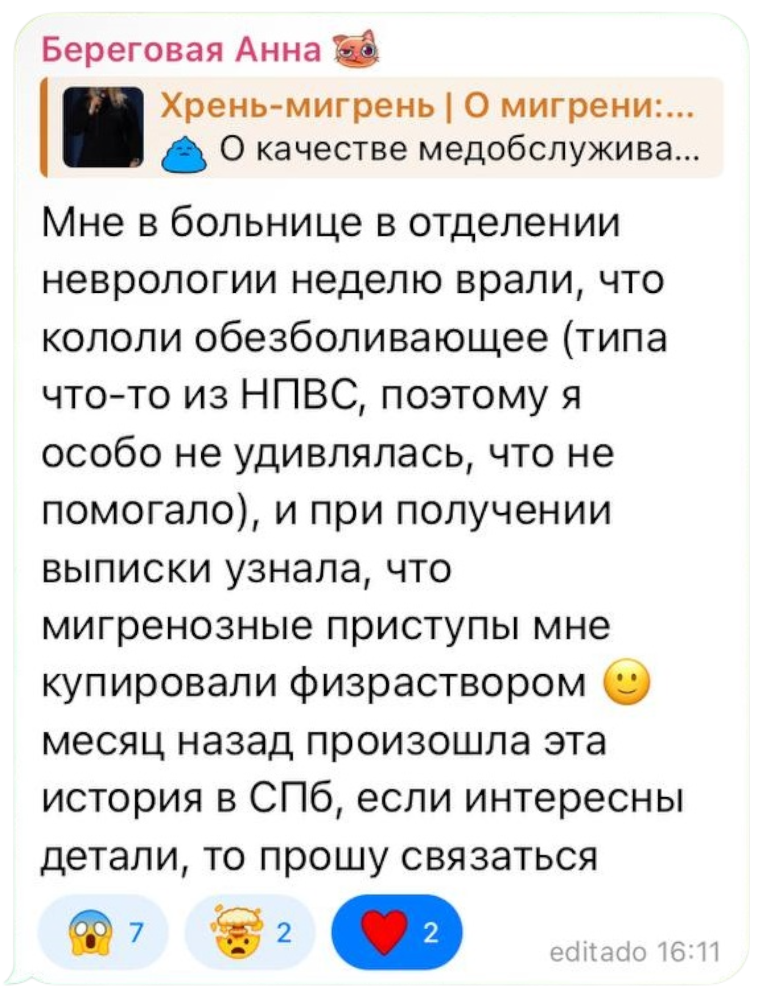 Береговая Анна
Хрень-мигрень | О мигрени:...
О качестве медобслужива...
Мне в больнице в отделении
неврологии неделю врали, что
кололи обезболивающее (типа
что-то из НПВС, поэтому я
особо не удивлялась, что не
помогало), и при получении
выписки узнала, что
мигренозные приступы мне
купировали физраствором 🙂
месяц назад произошла эта
история в СПб, если интересны
детали, то прошу связаться
😱 7 🤯 2 ❤️ 2
editado 16:11